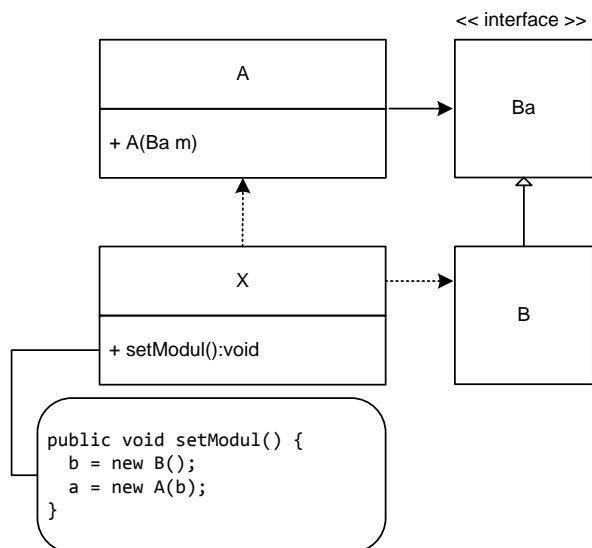 << interface >>
A
Ba
+ A(Ba m)
X
B
+ setModul():void
public void setModul() {
  b = new B();
  a = new A(b);
}